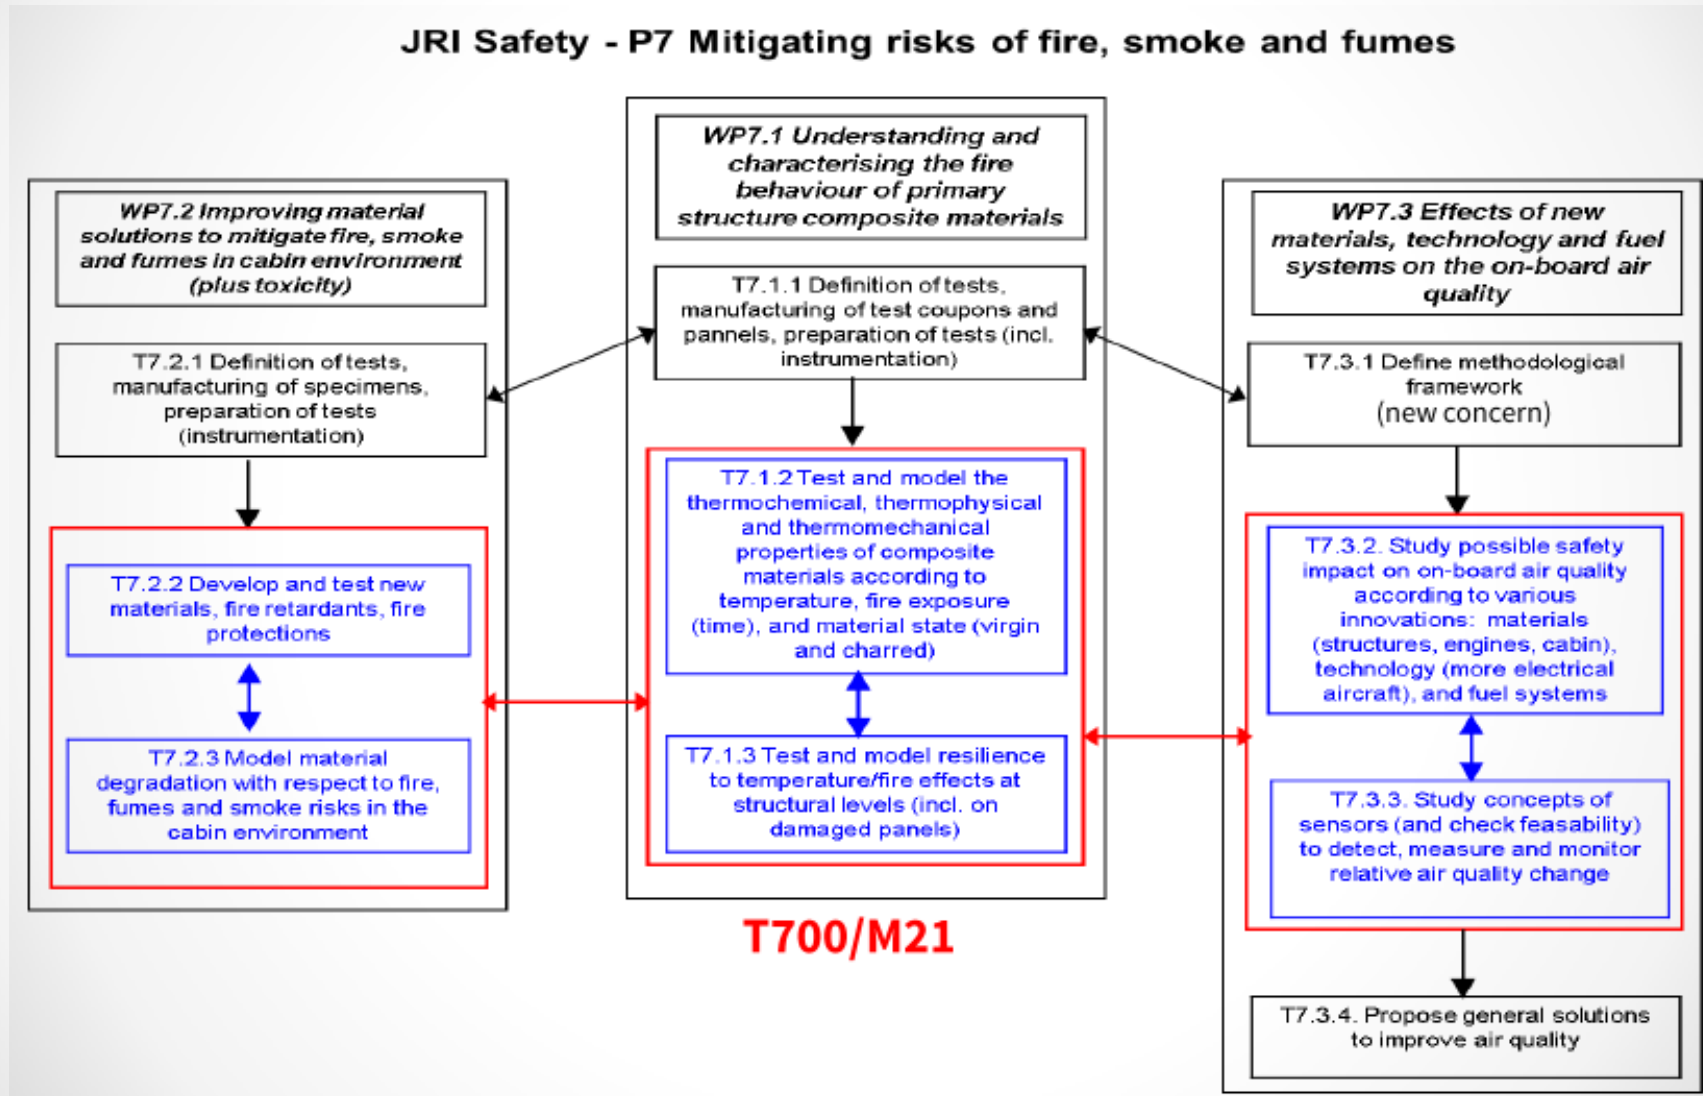 JRI Safety - P7 Mitigating risks of fire, smoke and fumes
WP7.2 Improving material
solutions to mitigate fire, smoke
and fumes in cabin environment
(plus toxicity)
T7.2.1 Definition of tests,
manufacturing of specimens,
preparation of tests
(instrumentation)
T7.2.2 Develop and test new
materials, fire retardants, fire
protections
T7.2.3 Model material
degradation with respect to fire,
fumes and smoke risks in the
cabin environment
WP7.1 Understanding and
characterising the fire
behaviour of primary
structure composite materials
T7.1.1 Definition of tests,
manufacturing of test coupons and
pannels, preparation of tests (incl.
instrumentation)
T7.1.2 Test and model the
thermochemical, thermophysical
and thermomechanical
properties of composite
materials according to
temperature, fire exposure
(time), and material state (virgin
and charred)
T7.1.3 Test and model resilience
to temperature/fire effects at
structural levels (incl. on
damaged panels)
T700/M21
WP7.3 Effects of new
materials, technology and fuel
systems on the on-board air
quality
T7.3.1 Define methodological
framework
(new concern)
T7.3.2. Study possible safety
impact on on-board air quality
according to various
innovations: materials
(structures, engines, cabin),
technology (more electrical
aircraft), and fuel systems
T7.3.3. Study concepts of
sensors (and check feasability)
to detect, measure and monitor
relative air quality change
T7.3.4. Propose general solutions
to improve air quality